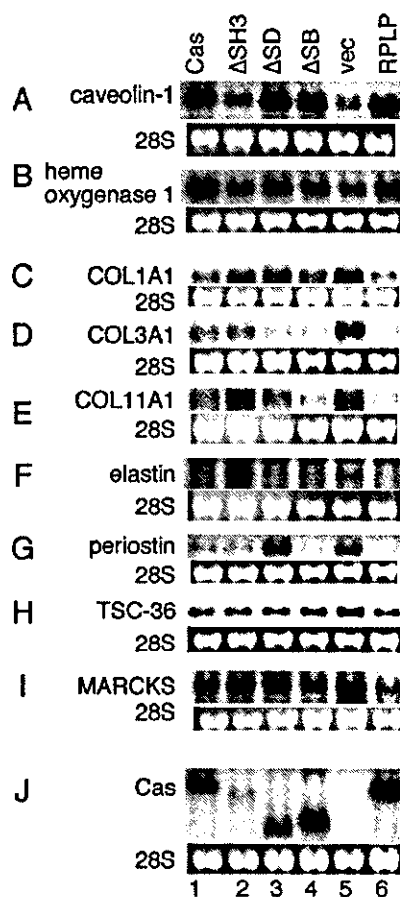 Cas ΔSH3 ΔSD ΔSB vec RPLP
A caveolin-1
28S
B heme
oxygenase 1
28S
C COL1A1
28S
D COL3A1
28S
E COL11A1
28S
F elastin
28S
G periostin
28S
H TSC-36
28S
I MARCKS
28S
J Cas
28S
1 2 3 4 5 6